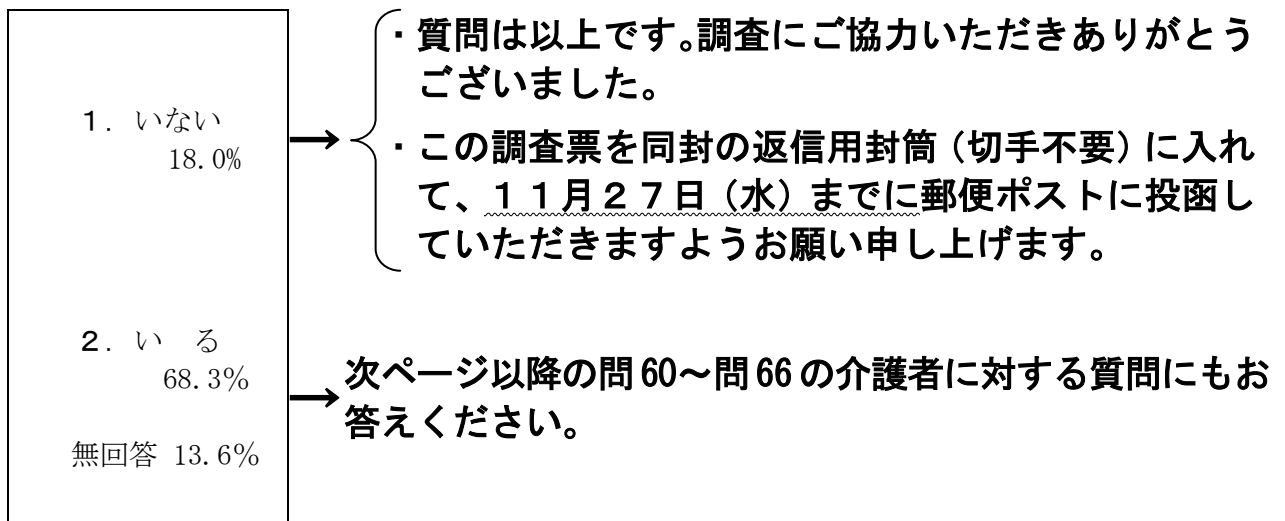 1. いない
18.0%
・質問は以上です。調査にご協力いただきありがとう
ございました。
・この調査票を同封の返信用封筒(切手不要)に入れ
て、11月27日(水)までに郵便ポストに投函し
ていただきますようお願い申し上げます。
2. い　る
68.3%
次ページ以降の問60～問66の介護者に対する質問にもお
答えください。
無回答 13.6%